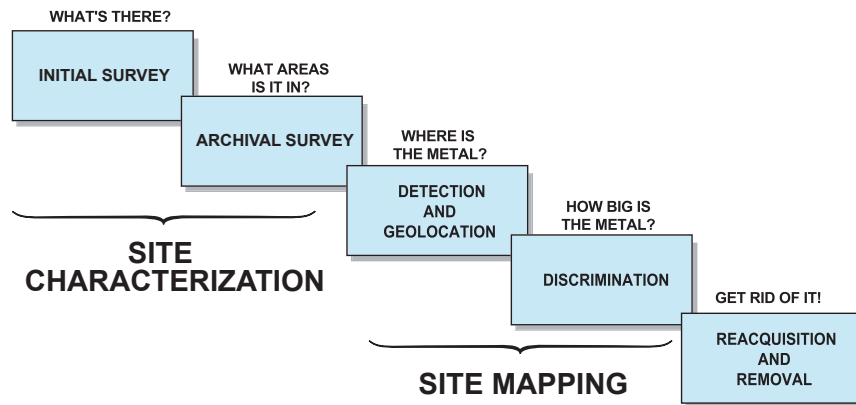 WHAT'S THERE?
INITIAL SURVEY
WHAT AREAS
IS IT IN?
ARCHIVAL SURVEY
WHERE IS
THE METAL?
DETECTION
AND
GEOLOCATION
HOW BIG IS
THE METAL?
DISCRIMINATION
GET RID OF IT!
REACQUISITION
AND
REMOVAL
SITE
CHARACTERIZATION
SITE MAPPING